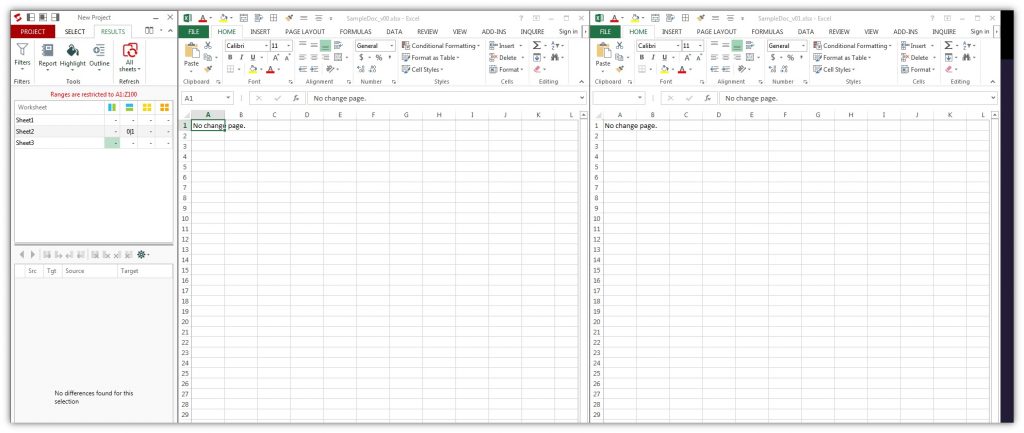 New Project
PROJECT SELECT RESULTS
Filters Report Highlight Outline All sheets
Filters Tools Refresh
Ranges are restricted to A1:Z100
Worksheet
Sheet1 - - - -
Sheet2 - 0|1 - -
Sheet3 - - - -
Src Tgt Source Target
No differences found for this
selection
SampleDoc_v00.xlsx - Excel
FILE HOME INSERT PAGE LAYOUT FORMULAS DATA REVIEW VIEW ADD-INS INQUIRE Sign in
Calibri 11 General Conditional Formatting Insert
Paste B I U $ % , Format as Table Delete
A Cell Styles Format
Clipboard Font Alignment Number Styles Cells Editing
A1 fx No change page.
A B C D E F G H I J K L
1 No change page.
2
3
4
5
6
7
8
9
10
11
12
13
14
15
16
17
18
19
20
21
22
23
24
25
26
27
28
29
SampleDoc_v01.xlsx - Excel
FILE HOME INSERT PAGE LAYOUT FORMULAS DATA REVIEW VIEW ADD-INS INQUIRE Sign in
Calibri 11 General Conditional Formatting Insert
Paste B I U $ % , Format as Table Delete
A Cell Styles Format
Clipboard Font Alignment Number Styles Cells Editing
fx No change page.
A B C D E F G H I J K L
1 No change page.
2
3
4
5
6
7
8
9
10
11
12
13
14
15
16
17
18
19
20
21
22
23
24
25
26
27
28
29